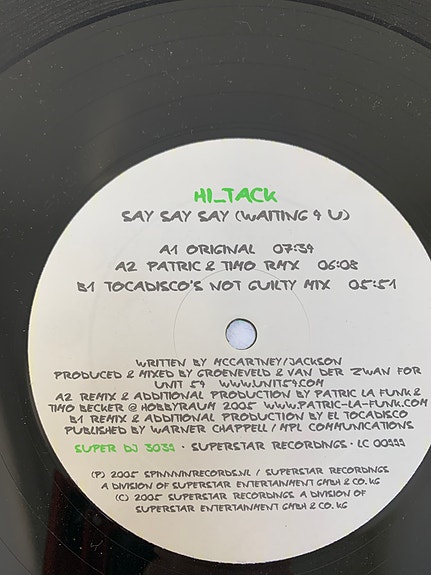 HI_TACK
SAY SAY SAY (WAITING 4 U)
A1 ORIGINAL 07:34
A2 PATRIC & TIMO RMX 06:08
B1 TOCADISCO'S NOT GUILTY MIX 05:51
WRITTEN BY MCCARTNEY/JACKSON
PRODUCED & MIXED BY GROENEVELD & VAN DER ZWAN FOR
UNIT 54 WWW.UNIT54.COM
A2 REMIX & ADDITIONAL PRODUCTION BY PATRIC LA FUNK &
TIMO BECKER @ HOBBYRAUM 2005 WWW.PATRIC-LA-FUNK.COM
B1 REMIX & ADDITIONAL PRODUCTION BY EL TOCADISCO
PUBLISHED BY WARNER CHAPPELL / MPL COMMUNICATIONS
SUPER DJ 3034 · SUPERSTAR RECORDINGS · LC
(P) 2005 SPINNNNRECORDS.NL / SUPERSTAR RECORDINGS
A DIVISION OF SUPERSTAR ENTERTAINMENT GMBH & CO. KG
(C) 2005 SUPERSTAR RECORDINGS A DIVISION OF
SUPERSTAR ENTERTAINMENT GMBH & CO. KG